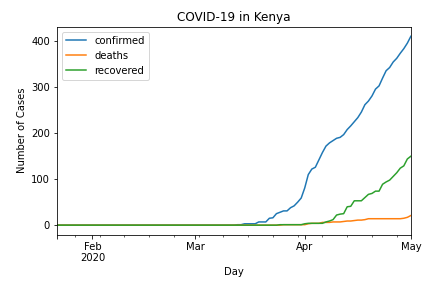 COVID-19 in Kenya
confirmed
deaths
recovered
Number of Cases
400
300
200
100
0
Feb
2020
Mar
Apr
May
Day